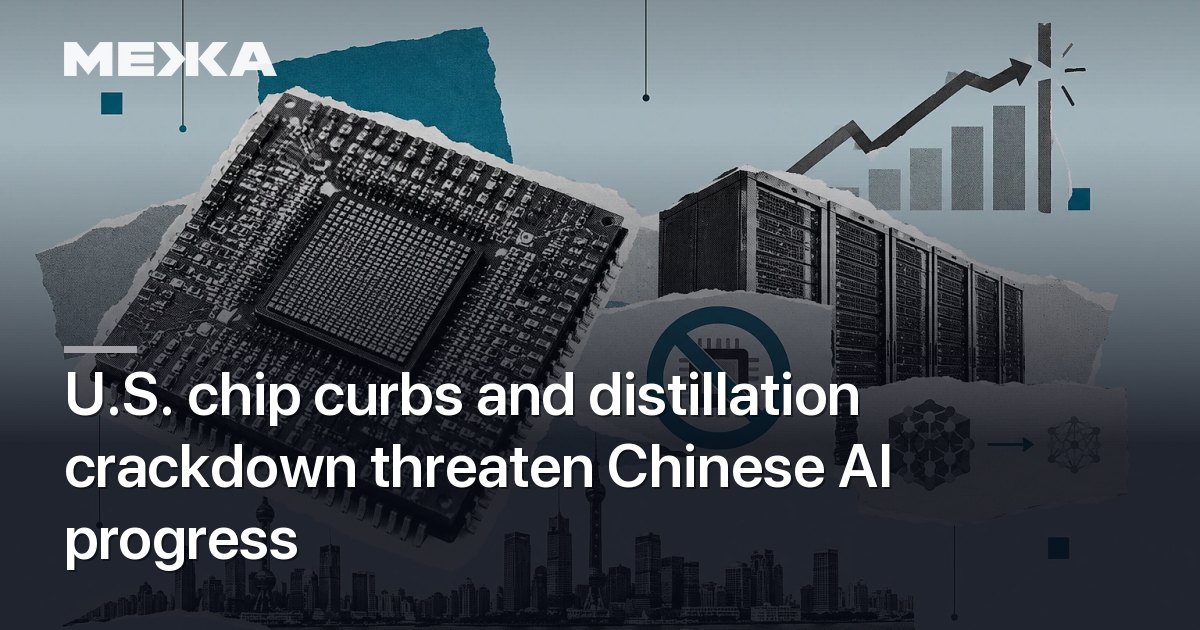 МЕЖА
U.S. chip curbs and distillation
crackdown threaten Chinese AI
progress